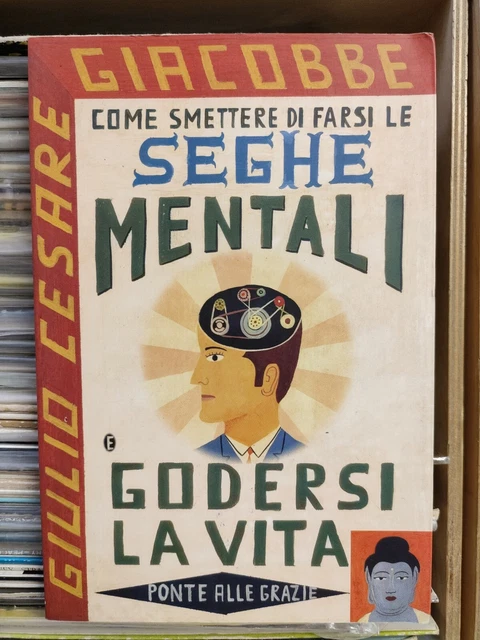 GIULIO CESARE
GIACOBBE
COME SMETTERE DI FARSI LE
SEGHE
MENTALI
E
GODERSI
LA VITA
PONTE ALLE GRAZIE